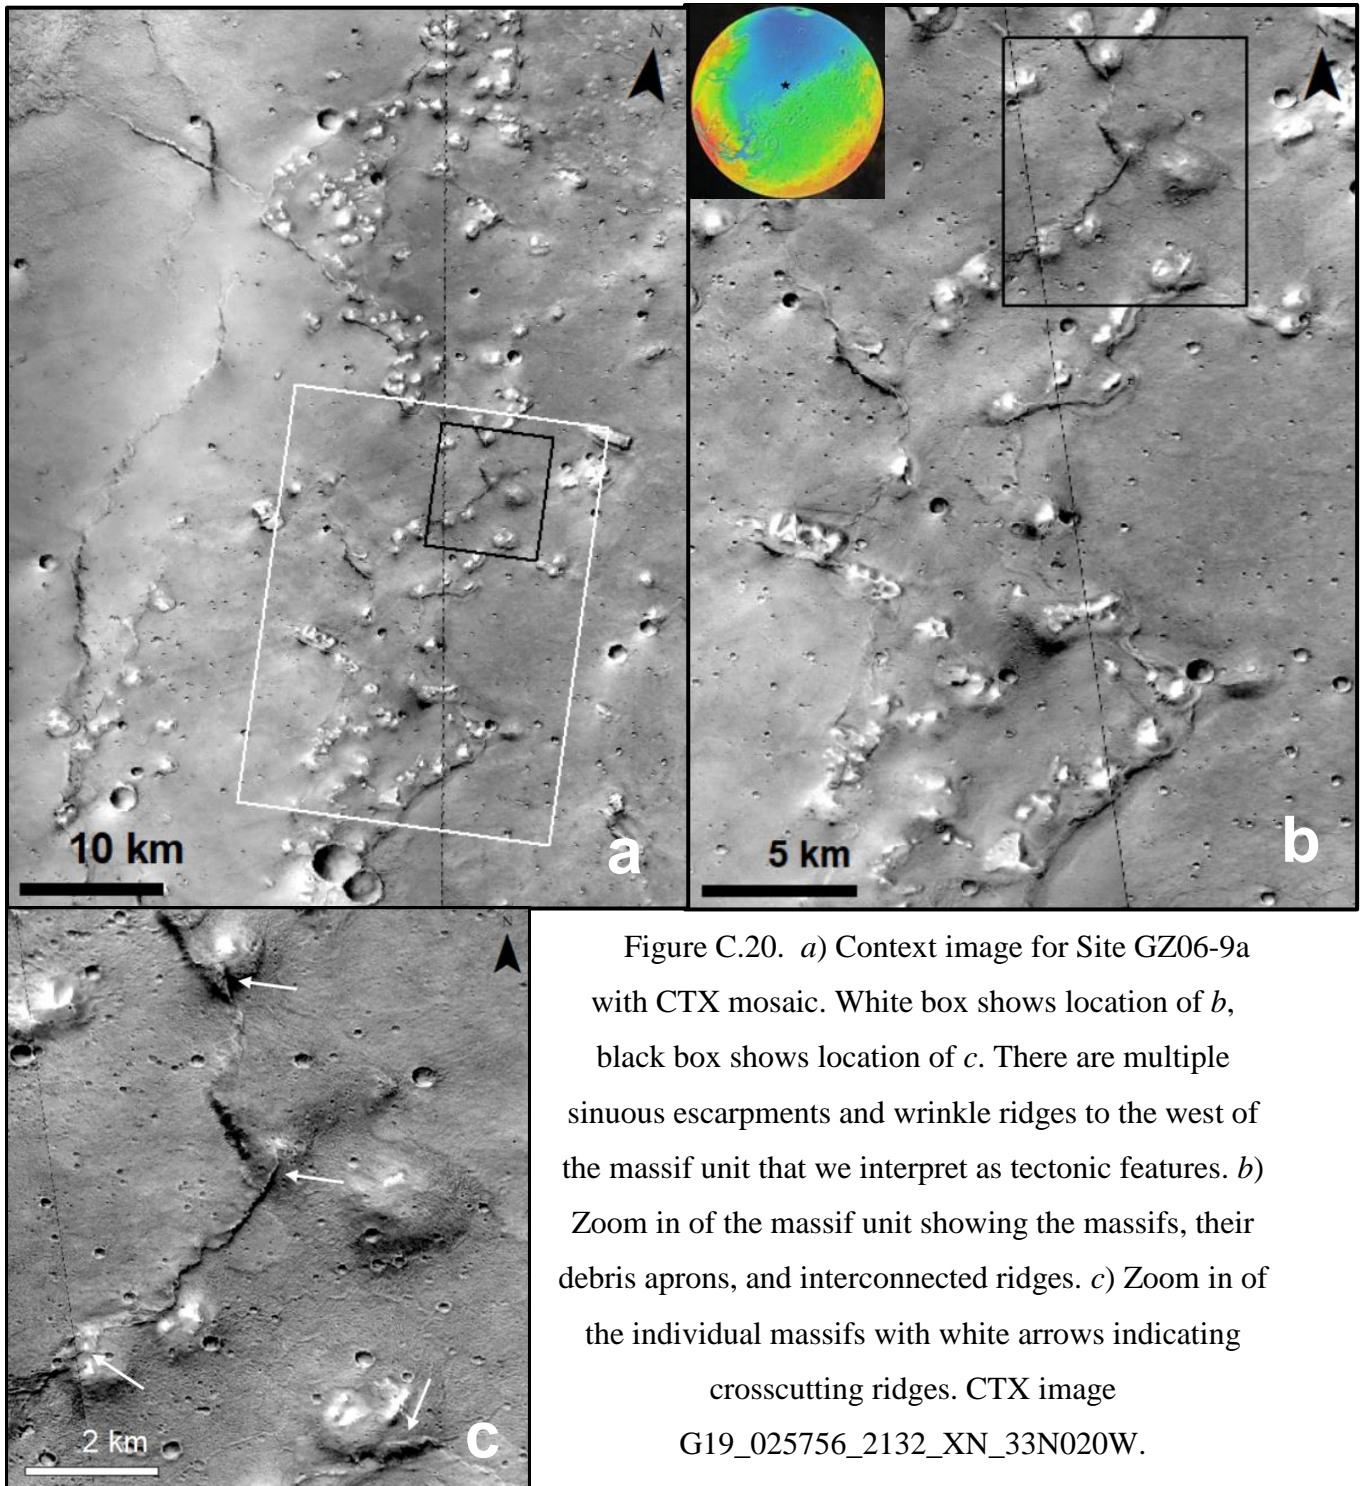 N
N
10 km
a
5 km
b
N
2 km
c
Figure C.20. a) Context image for Site GZ06-9a
with CTX mosaic. White box shows location of b,
black box shows location of c. There are multiple
sinuous escarpments and wrinkle ridges to the west of
the massif unit that we interpret as tectonic features. b)
Zoom in of the massif unit showing the massifs, their
debris aprons, and interconnected ridges. c) Zoom in of
the individual massifs with white arrows indicating
crosscutting ridges. CTX image
G19_025756_2132_XN_33N020W.